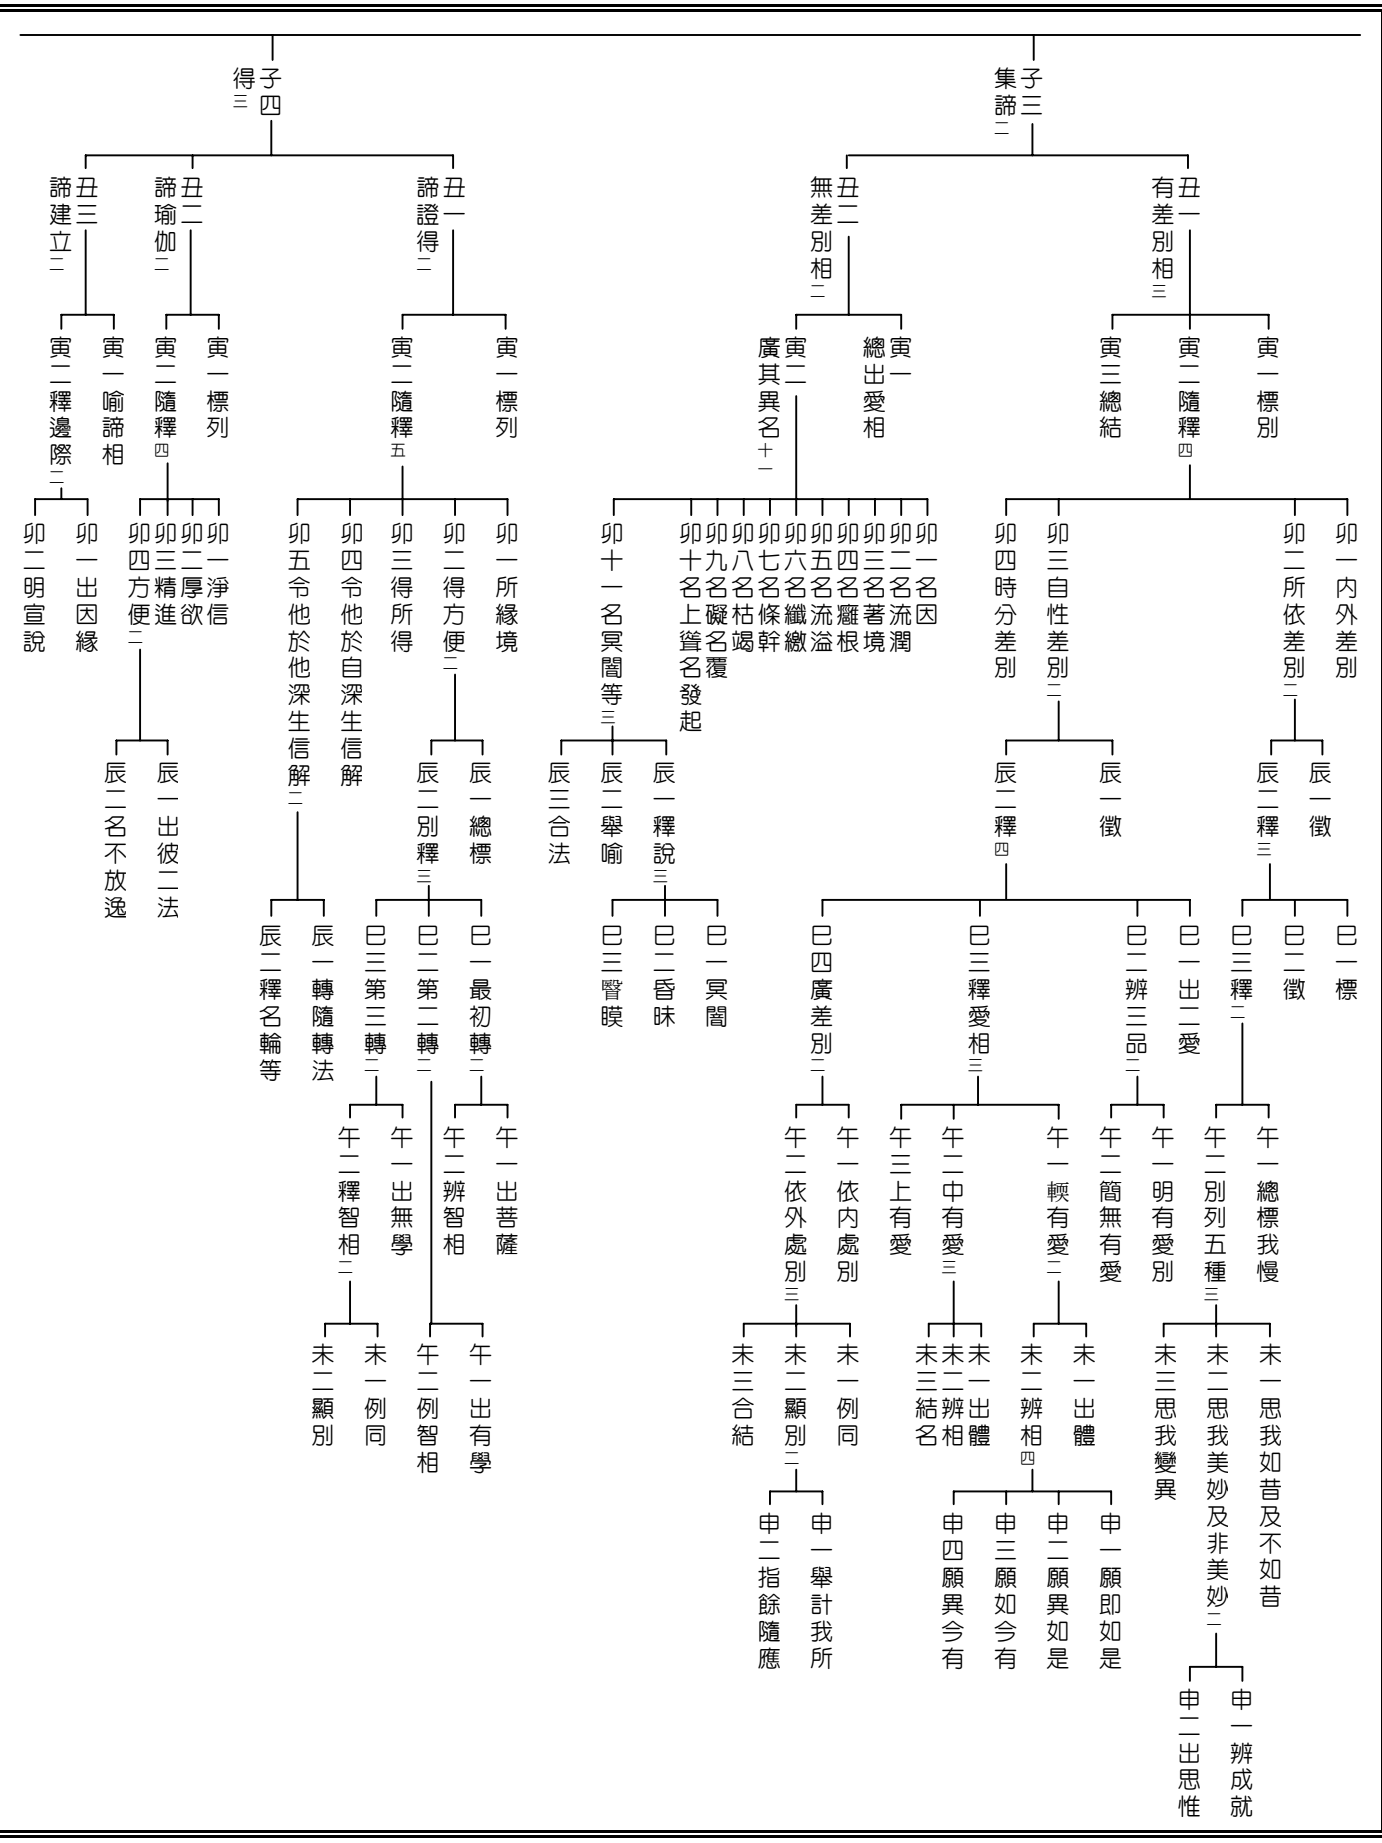 子三
集諦二
丑一
有差別相三
寅一標別
寅二隨釋四
卯一內外差別
卯二所依差別二
辰一徵
辰二釋三
巳一標
巳二徵
巳三釋二
午一總標我慢
午二別列五種三
未一思我如昔及不如昔
未二思我美妙及非美妙二
申一辨成就
申二出思惟
未三思我變異
卯三自性差別二
辰一徵
辰二釋四
巳一出二愛
巳二辨三品二
午一明有愛別
午二簡無有愛
巳三釋愛相三
午一輭有愛二
未一出體
未二辨相四
申一願即如是
申二願異如是
申三願如今有
申四願異今有
午二中有愛三
未一出體
未二辨相
未三結名
午三上有愛
巳四廣差別二
午一依內處別
午二依外處別三
未一例同
未二顯別二
申一舉計我所
申二指餘隨應
未三合結
卯四時分差別
寅三總結
丑二
無差別相二
寅一
總出愛相
寅二
廣其異名十一
卯一名因
卯二名流潤
卯三名著境
卯四名癰根
卯五名流溢
卯六名纖繳
卯七名條幹
卯八名枯竭
卯九名礙名覆
卯十名上聳名發起
卯十一名冥闇等三
辰一釋說三
巳一冥闇
巳二昏昧
巳三瞖瞙
辰二舉喻
辰三合法
子四
得三
丑一
諦證得二
寅一標列
寅二隨釋五
卯一所緣境
卯二得方便二
辰一總標
辰二別釋三
巳一最初轉二
午一出菩薩
午二辨智相
巳二第二轉二
午一出有學
午二例智相
巳三第三轉二
午一出無學
午二釋智相二
未一例同
未二顯別
卯三得所得
卯四令他於自深生信解
卯五令他於他深生信解二
辰一轉隨轉法
辰二釋名輪等
丑二
諦瑜伽二
寅一標列
寅二隨釋四
卯一淨信
卯二厚欲
卯三精進
卯四方便二
辰一出彼二法
辰二名不放逸
丑三
諦建立二
寅一喻諦相
寅二釋邊際二
卯一出因緣
卯二明宣說